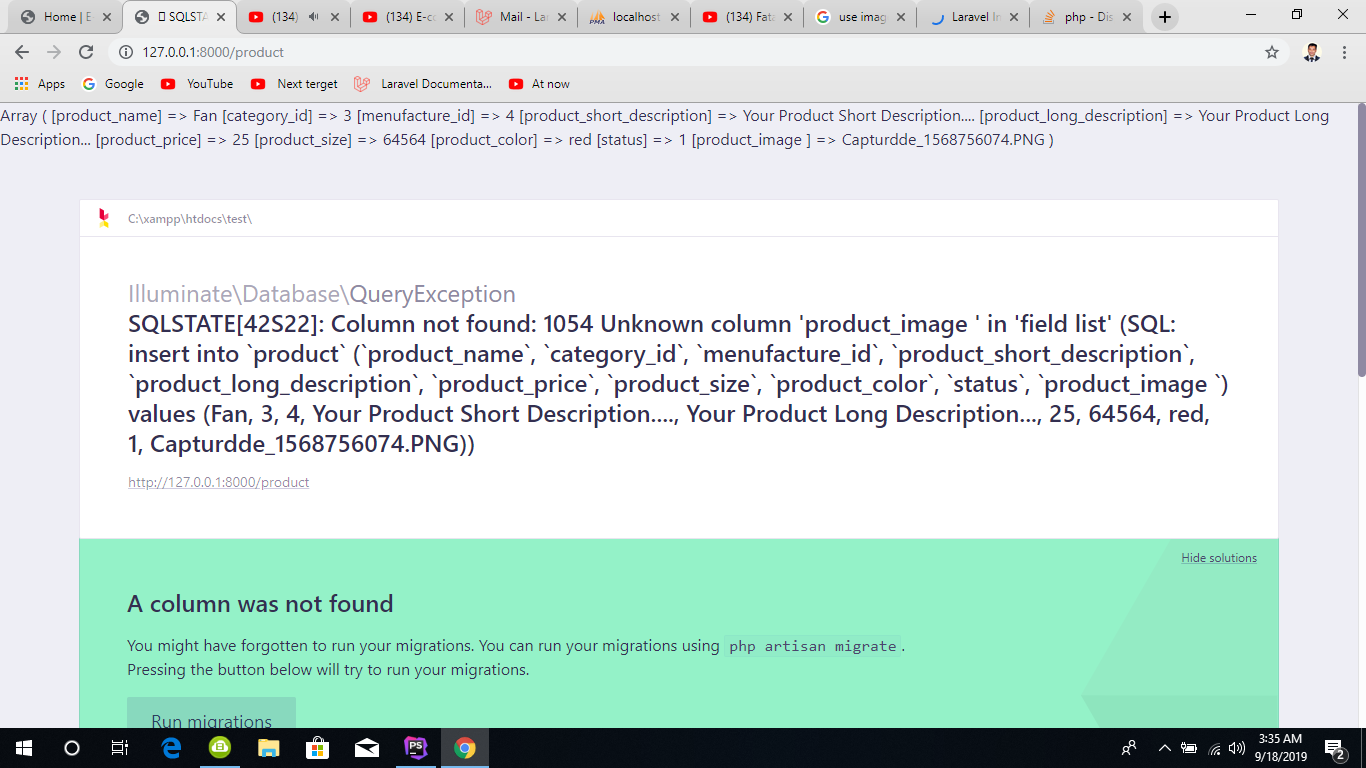 Home | E
SQLSTA
(134)
(134) E-co
Mail - Lar
localhost
(134) Fata
use imag
Laravel In
php - Dis
127.0.0.1:8000/product
Apps
Google
YouTube
Next terget
Laravel Documenta...
At now
Array ( [product_name] => Fan [category_id] => 3 [menufacture_id] => 4 [product_short_description] => Your Product Short Description.... [product_long_description] => Your Product Long
Description... [product_price] => 25 [product_size] => 64564 [product_color] => red [status] => 1 [product_image ] => Capturdde_1568756074.PNG )
C:\xampp\htdocs\test\
Illuminate\Database\QueryException
SQLSTATE[42S22]: Column not found: 1054 Unknown column 'product_image ' in 'field list' (SQL:
insert into `product` (`product_name`, `category_id`, `menufacture_id`, `product_short_description`,
`product_long_description`, `product_price`, `product_size`, `product_color`, `status`, `product_image `)
values (Fan, 3, 4, Your Product Short Description...., Your Product Long Description..., 25, 64564, red,
1, Capturdde_1568756074.PNG))
http://127.0.0.1:8000/product
Hide solutions
A column was not found
You might have forgotten to run your migrations. You can run your migrations using php artisan migrate.
Pressing the button below will try to run your migrations.
Run migrations
3:35 AM
9/18/2019
2